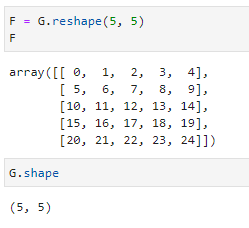 F = G.reshape(5, 5)
F
array([[ 0,  1,  2,  3,  4],
       [ 5,  6,  7,  8,  9],
       [10, 11, 12, 13, 14],
       [15, 16, 17, 18, 19],
       [20, 21, 22, 23, 24]])
G.shape
(5, 5)